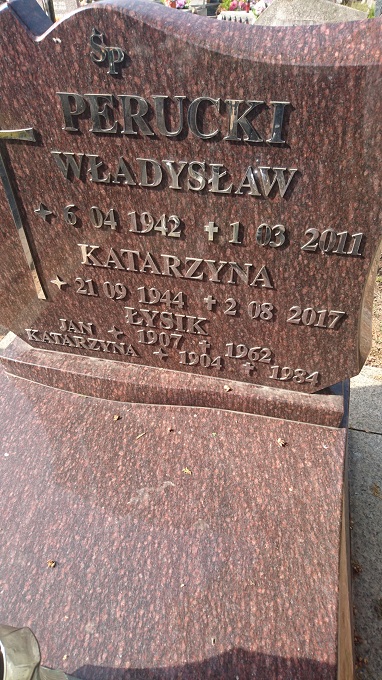 ŚP
PERUCKI
WŁADYSŁAW
6 04 1942 ✝ 1 03 2011
KATARZYNA
21 09 1944 ✝ 2 08 2017
ŁYSIK
JAN 1907 ✝ 1962
KATARZYNA 1904 ✝ 1984